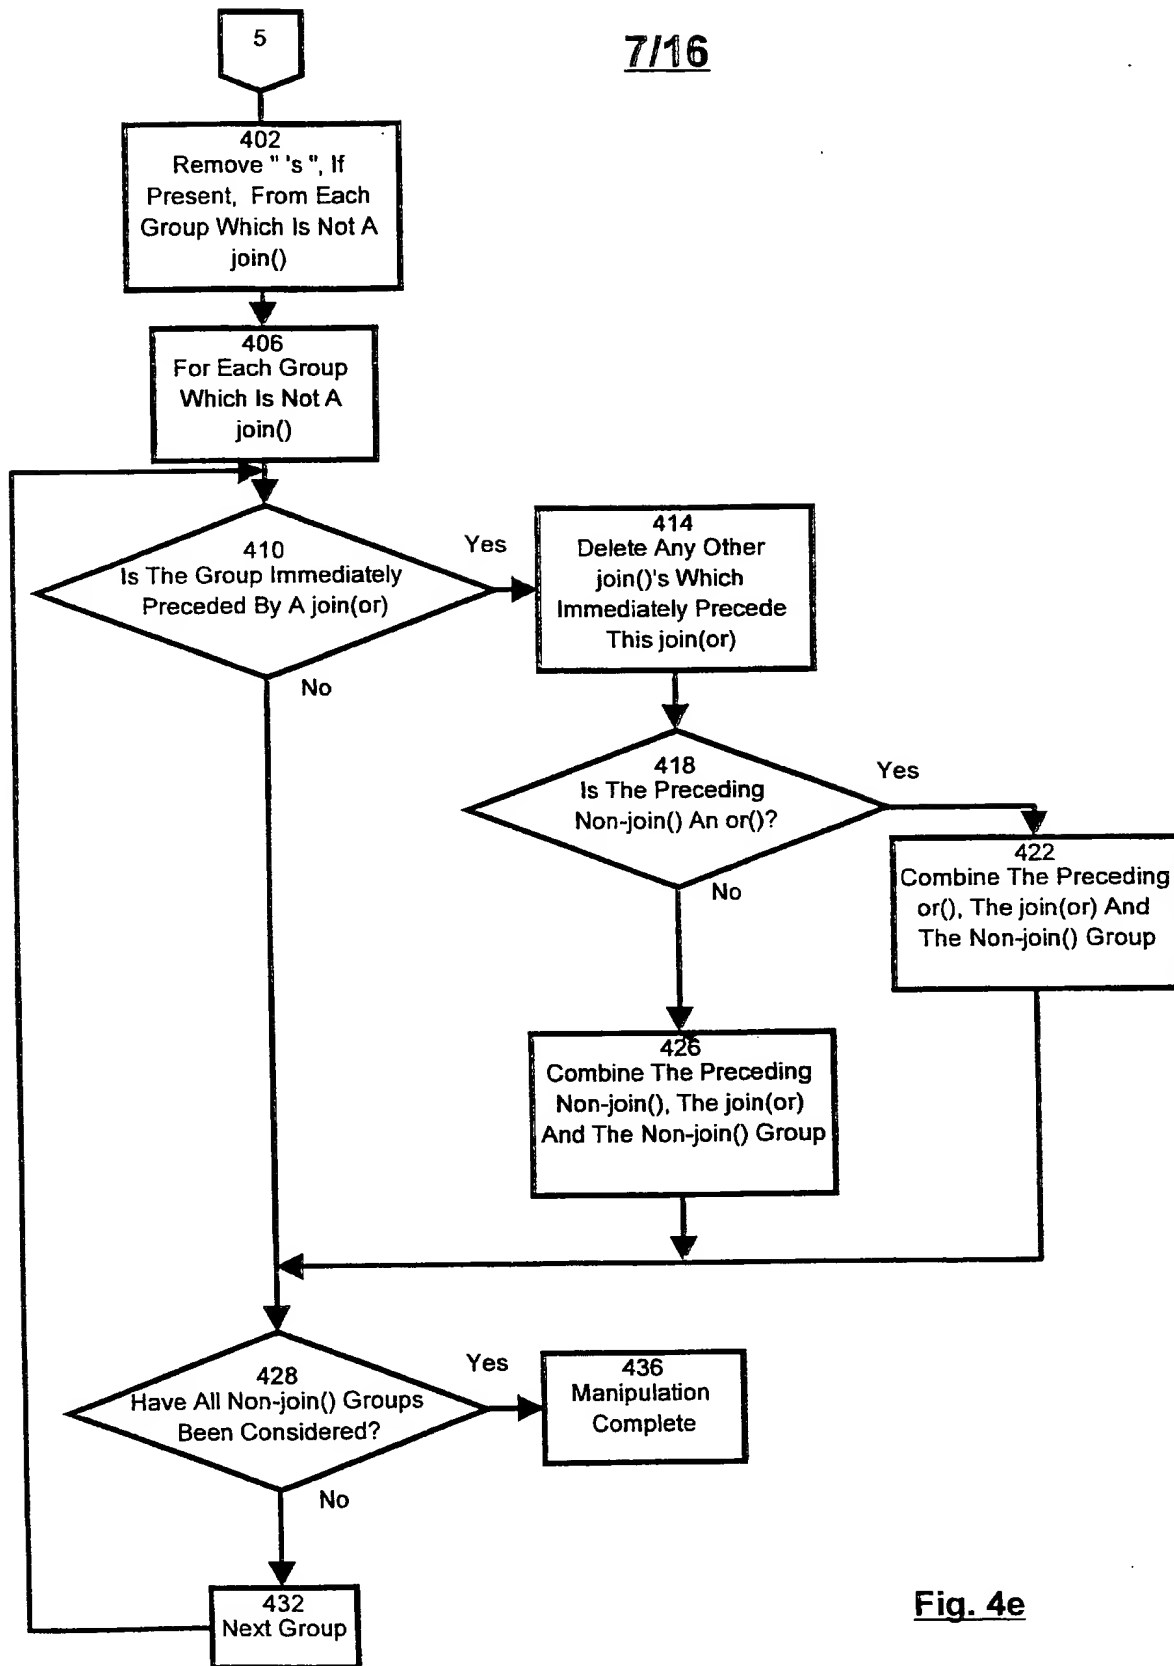 5
7/16
402
Remove " 's ", If
Present, From Each
Group Which Is Not A
join()
406
For Each Group
Which Is Not A
join()
410
Is The Group Immediately
Preceded By A join(or)
Yes
No
414
Delete Any Other
join()'s Which
Immediately Precede
This join(or)
418
Is The Preceding
Non-join() An or()?
Yes
No
422
Combine The Preceding
or(), The join(or) And
The Non-join() Group
426
Combine The Preceding
Non-join(), The join(or)
And The Non-join() Group
428
Have All Non-join() Groups
Been Considered?
Yes
No
436
Manipulation
Complete
432
Next Group
Fig. 4e